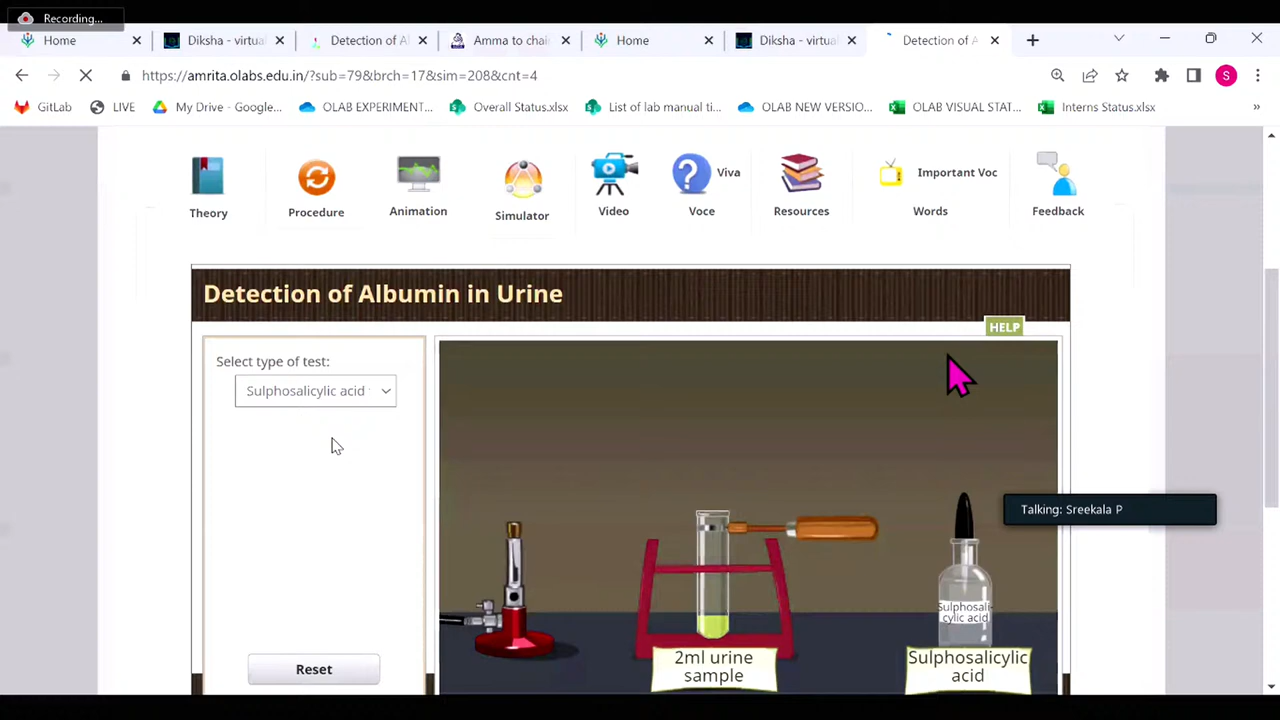 Recording...
Home
Diksha - virtua
Detection of Al
Amma to chai
Home
Diksha - virtua
Detection of A
https://amrita.olabs.edu.in/?sub=79&brch=17&sim=208&cnt=4
S
GitLab
LIVE
My Drive - Google...
OLAB EXPERIMENT...
Overall Status.xlsx
List of lab manual ti...
OLAB NEW VERSIO...
OLAB VISUAL STAT...
Interns Status.xlsx
»
Theory
Procedure
Animation
Simulator
Video
Viva
Voce
Resources
Important Voc
Words
Feedback
Detection of Albumin in Urine
HELP
Select type of test:
Sulphosalicylic acid
Talking: Sreekala P
Sulphosali-
cylic acid
2ml urine
sample
Sulphosalicylic
acid
Reset